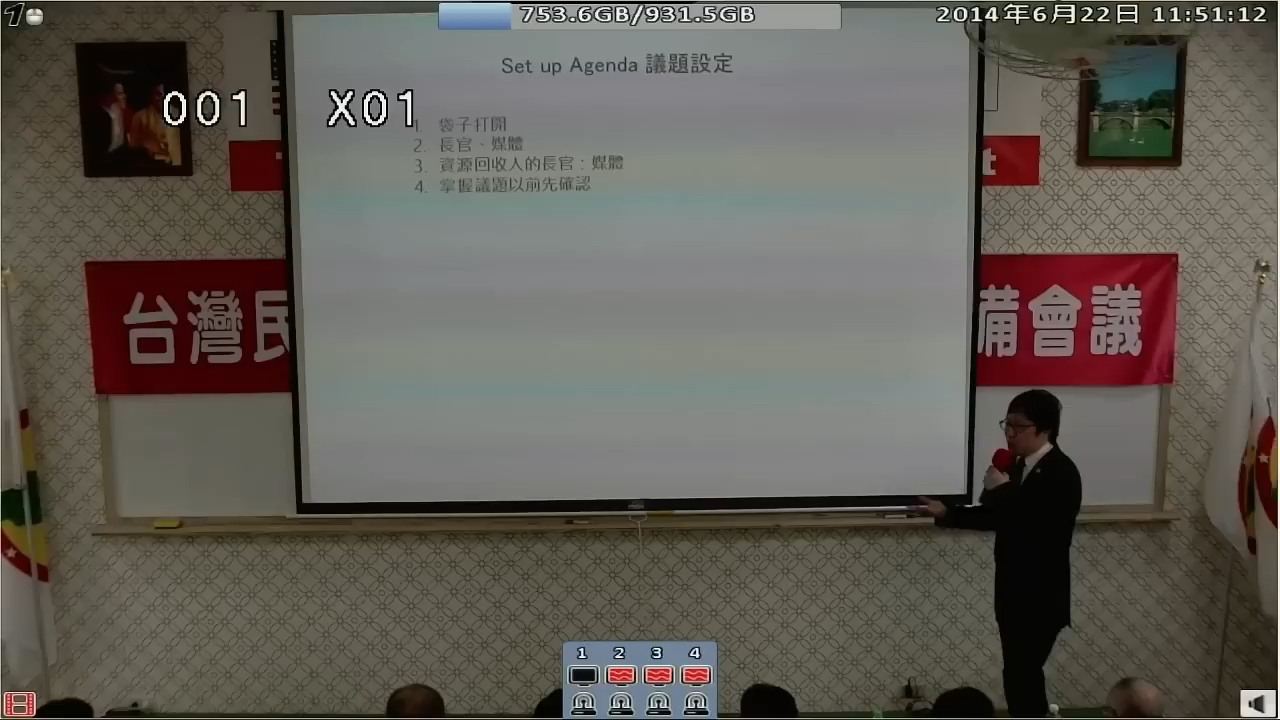 1
753.6GB/931.5GB
2014年6月22日 11:51:12
Set up Agenda 議題設定
001 X01
1. 袋子打開
2. 長官、媒體
3. 資源回收人的長官：媒體
4. 掌握議題以前先確認
t
台灣民
備會議
1 2 3 4